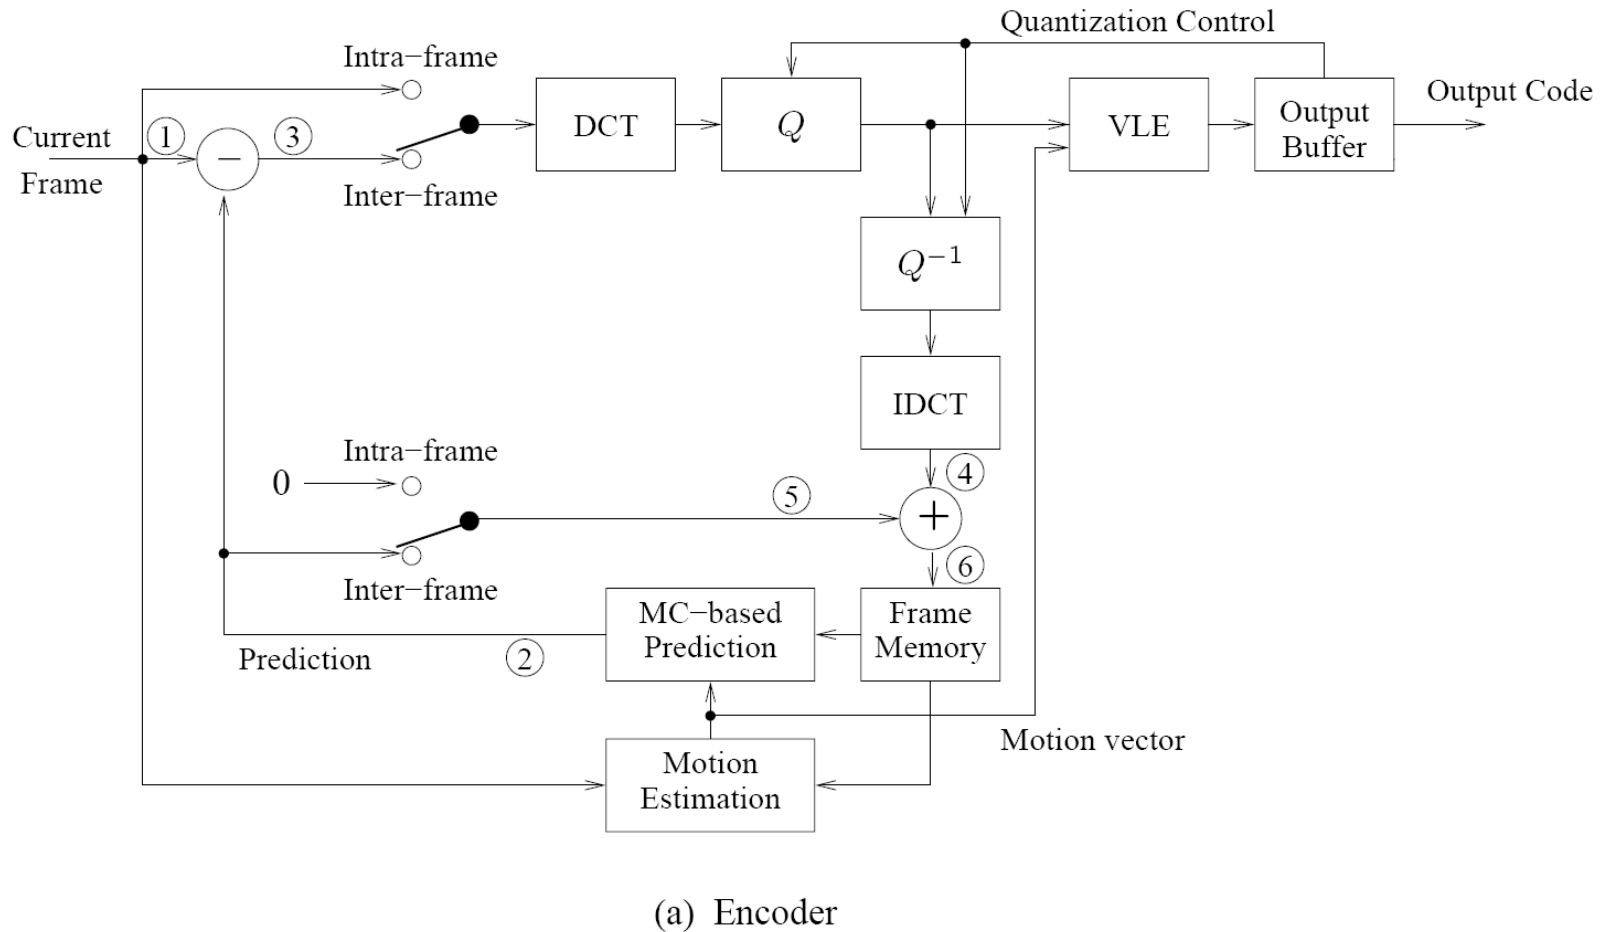 Quantization Control
Intra−frame
Output Code
Current
Frame
①
−
③
Inter−frame
DCT
Q
VLE
Output
Buffer
Q⁻¹
IDCT
④
Intra−frame
0
⑤
+
⑥
Inter−frame
MC−based
Prediction
Frame
Memory
Prediction
②
Motion vector
Motion
Estimation
(a) Encoder